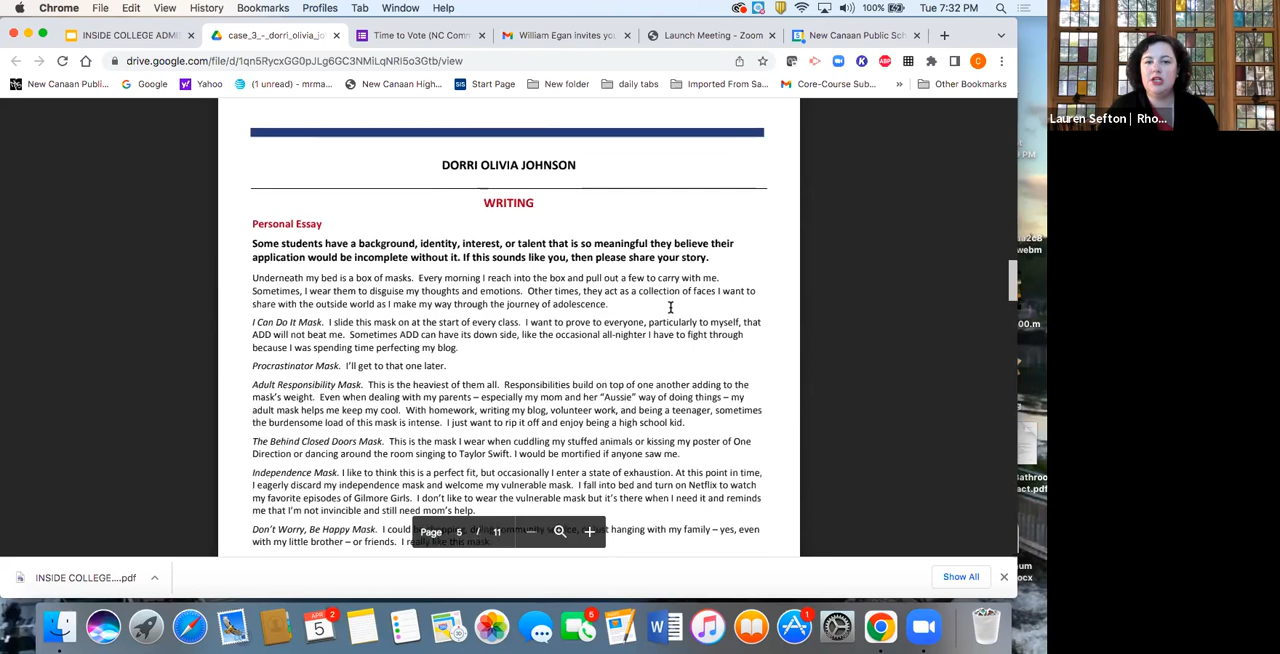 Chrome File Edit View History Bookmarks Profiles Tab Window Help 100% Tue 7:32 PM
INSIDE COLLEGE ADMI case_3_-_dorri_olivia_jo Time to Vote (NC Comm William Egan invites you Launch Meeting - Zoom New Canaan Public Sch
drive.google.com/file/d/1qn5RycxGG0pJLg6GC3NMiLqNRI5o3Gtb/view
New Canaan Publi... Google Yahoo (1 unread) - mrma... New Canaan High... Start Page New folder daily tabs Imported From Sa... Core-Course Sub... » Other Bookmarks
Lauren Sefton | Rho...
DORRI OLIVIA JOHNSON
WRITING
Personal Essay
Some students have a background, identity, interest, or talent that is so meaningful they believe their
application would be incomplete without it. If this sounds like you, then please share your story.
Underneath my bed is a box of masks. Every morning I reach into the box and pull out a few to carry with me.
Sometimes, I wear them to disguise my thoughts and emotions. Other times, they act as a collection of faces I want to
share with the outside world as I make my way through the journey of adolescence.
I Can Do It Mask. I slide this mask on at the start of every class. I want to prove to everyone, particularly to myself, that
ADD will not beat me. Sometimes ADD can have its down side, like the occasional all-nighter I have to fight through
because I was spending time perfecting my blog.
Procrastinator Mask. I'll get to that one later.
Adult Responsibility Mask. This is the heaviest of them all. Responsibilities build on top of one another adding to the
mask's weight. Even when dealing with my parents – especially my mom and her "Aussie" way of doing things – my
adult mask helps me keep my cool. With homework, writing my blog, volunteer work, and being a teenager, sometimes
the burdensome load of this mask is intense. I just want to rip it off and enjoy being a high school kid.
The Behind Closed Doors Mask. This is the mask I wear when cuddling my stuffed animals or kissing my poster of One
Direction or dancing around the room singing to Taylor Swift. I would be mortified if anyone saw me.
Independence Mask. I like to think this is a perfect fit, but occasionally I enter a state of exhaustion. At this point in time,
I eagerly discard my independence mask and welcome my vulnerable mask. I fall into bed and turn on Netflix to watch
my favorite episodes of Gilmore Girls. I don't like to wear the vulnerable mask but it's there when I need it and reminds
me that I'm not invincible and still need mom's help.
Don't Worry, Be Happy Mask. I could hanging with my family – yes, even
with my little brother – or friends. I really like this mask.
Page 5 / 11
INSIDE COLLEGE....pdf Show All
APR 5 2 5 1